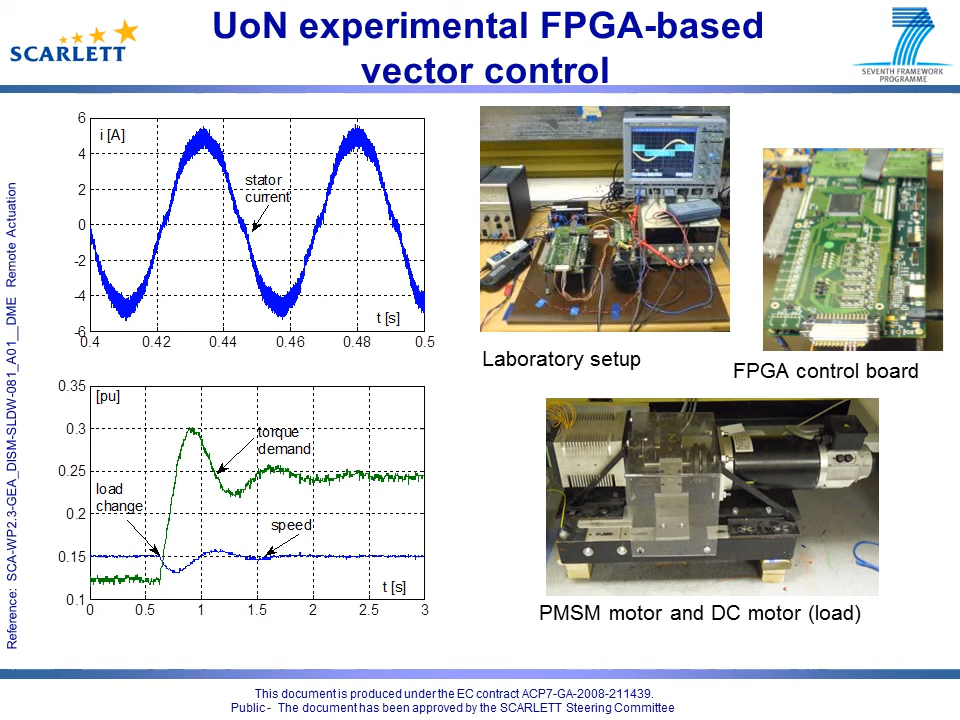 UoN experimental FPGA-based
vector control
SCARLETT
SEVENTH FRAMEWORK
PROGRAMME
Reference: SCA-WP2.3-GEA_DISM-SLDW-081_A01__DME Remote Actuation
6
i [A]
4
2
stator
current
0
-2
-4
t [s]
-6
0.4 0.42 0.44 0.46 0.48 0.5
Laboratory setup
FPGA control board
0.35
[pu]
0.3
torque
demand
0.25
load
change
0.2
speed
0.15
t [s]
0.1
0 0.5 1 1.5 2 2.5 3
PMSM motor and DC motor (load)
This document is produced under the EC contract ACP7-GA-2008-211439.
Public - The document has been approved by the SCARLETT Steering Committee